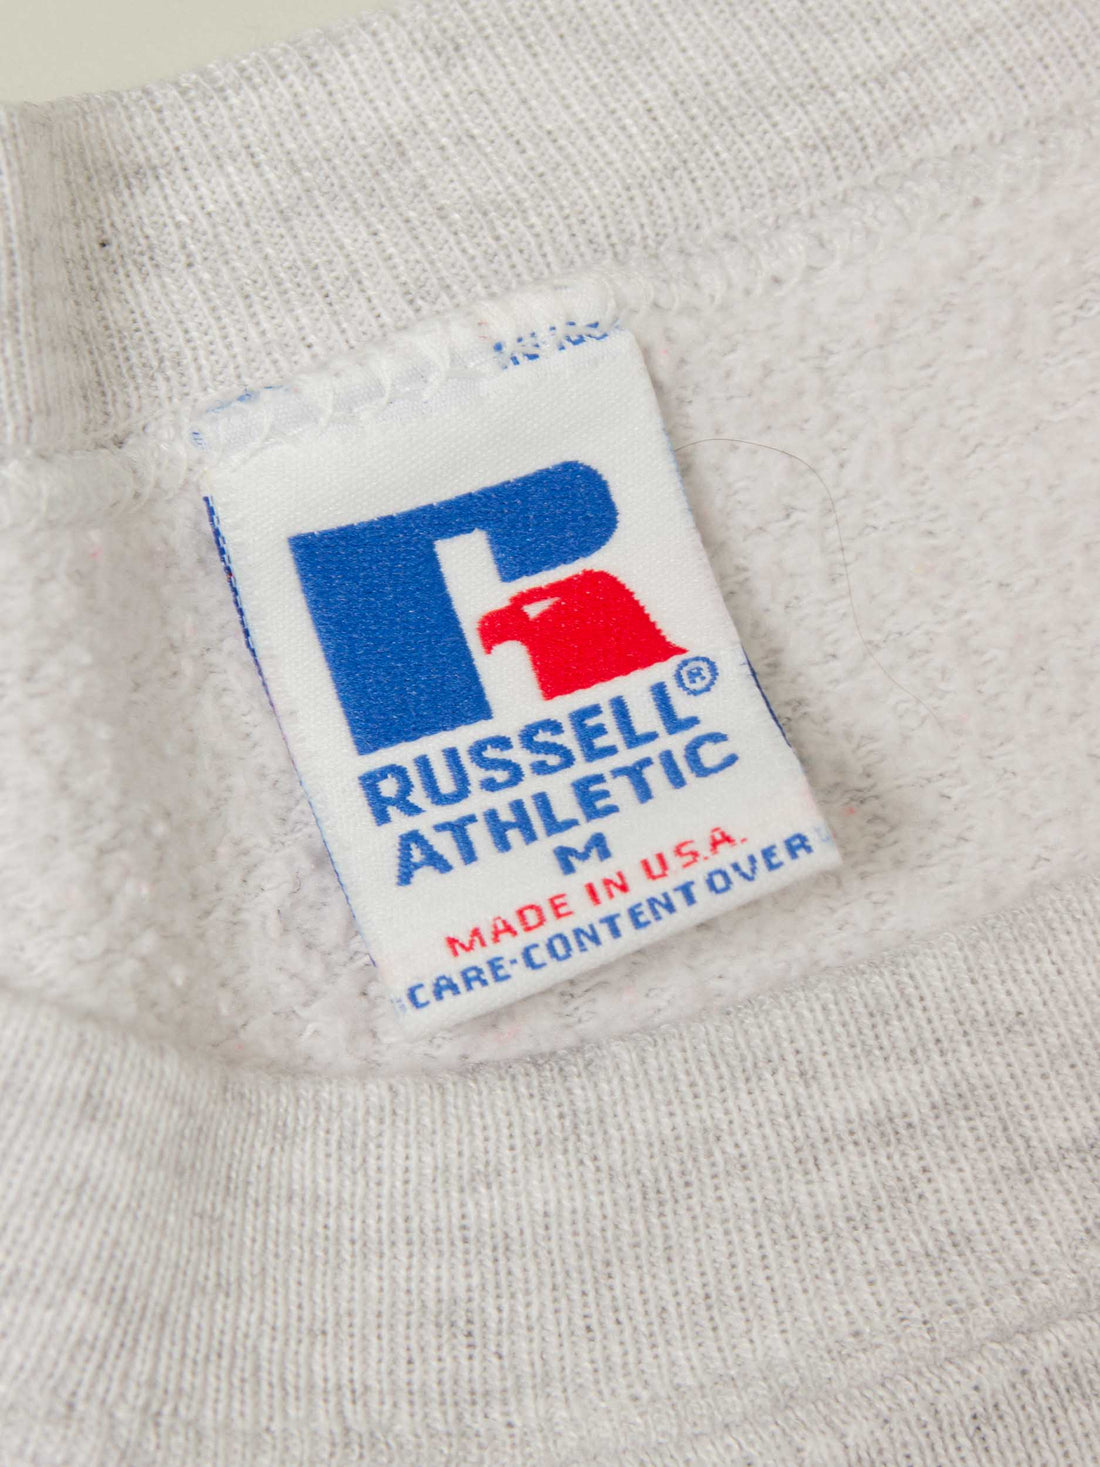 RUSSELL®
ATHLETIC
M
MADE IN U.S.A.
CARE-CONTENT OVER